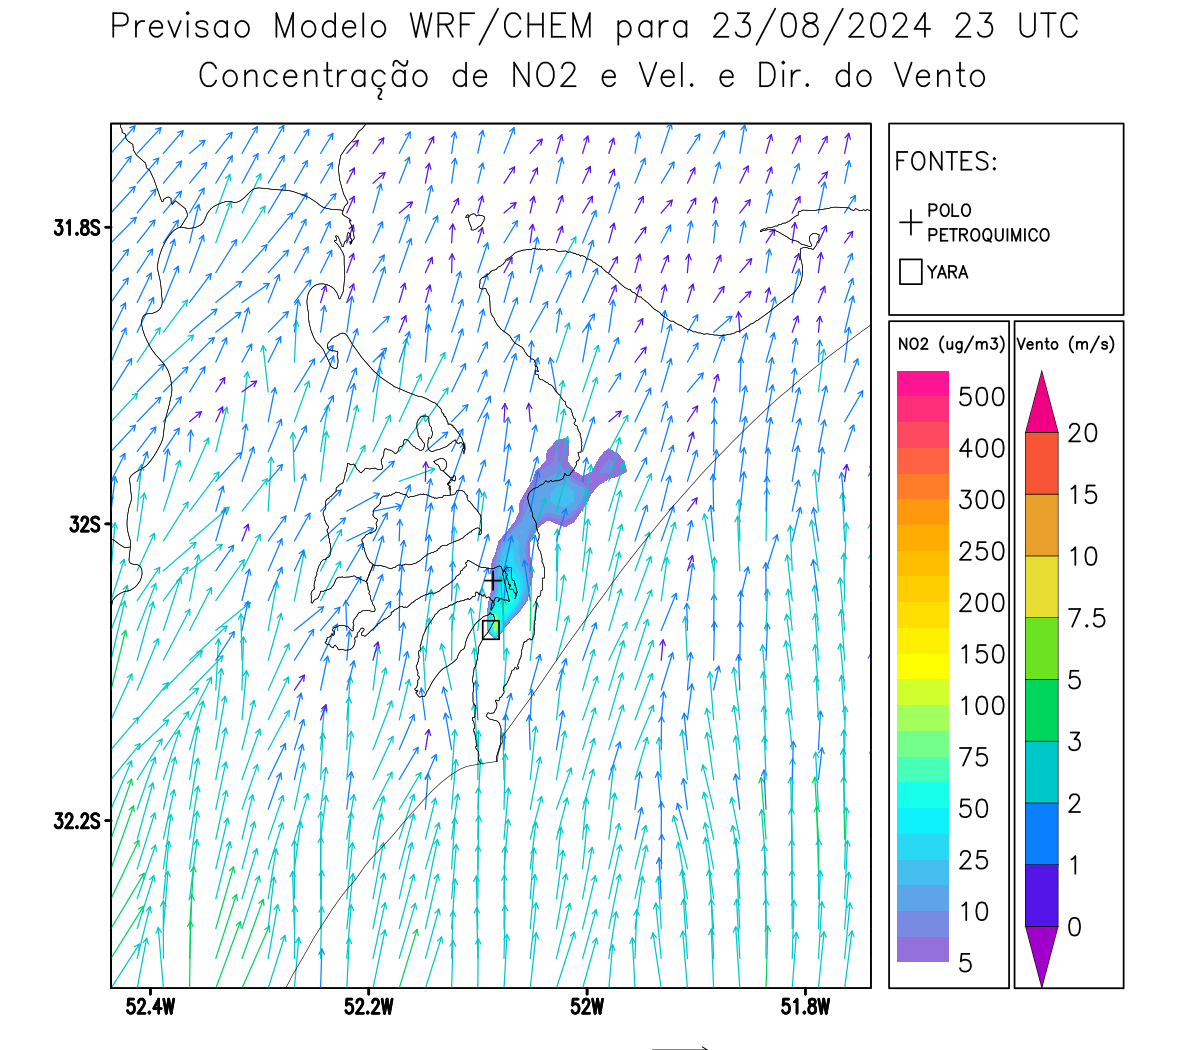 Previsao Modelo WRF/CHEM para 23/08/2024 23 UTC
Concentração de NO2 e Vel. e Dir. do Vento
FONTES:
POLO
PETROQUIMICO
YARA
31.8S
32S
32.2S
52.4W
52.2W
52W
51.8W
NO2 (ug/m3)
500
400
300
250
200
150
100
75
50
25
10
5
Vento (m/s)
20
15
10
7.5
5
3
2
1
0